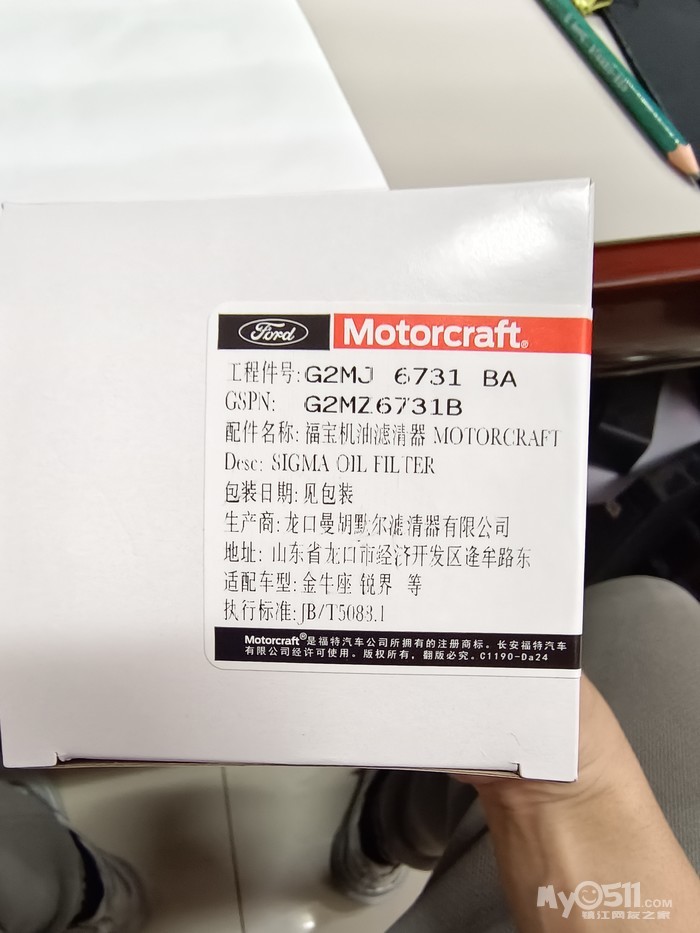 Ford Motorcraft®
工程件号:G2MJ 6731 BA
GSPN: G2MZ6731B
配件名称:福宝机油滤清器 MOTORCRAFT
Desc: SIGMA OIL FILTER
包装日期:见包装
生产商:龙口曼胡默尔滤清器有限公司
地址: 山东省龙口市经济开发区逢牟路东
适配车型:金牛座 锐界 等
执行标准:JB/T5088.1
Motorcraft®是福特汽车公司所拥有的注册商标。长安福特汽车
有限公司经许可使用。版权所有,翻版必究。C1190-Da24
My0511.COM
镇江网友之家